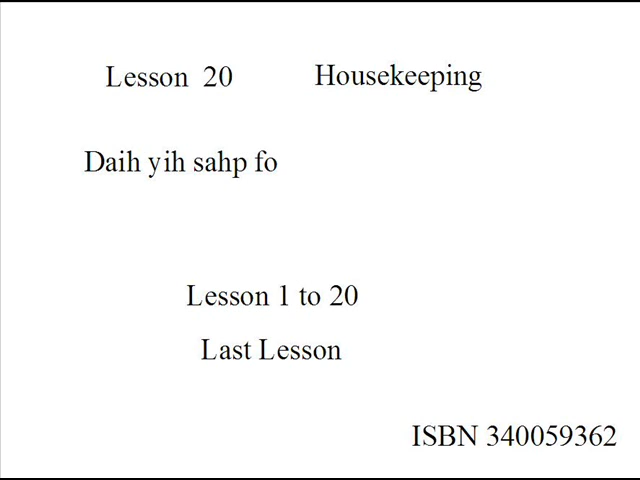 Lesson 20 Housekeeping
Daih yih sahp fo
Lesson 1 to 20
Last Lesson
ISBN 340059362